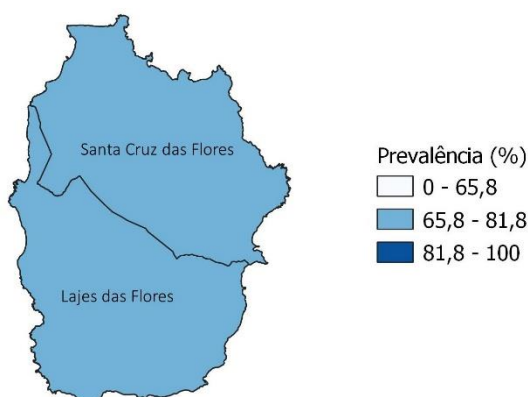 Santa Cruz das Flores
Lajes das Flores
Prevalência (%)
0 - 65,8
65,8 - 81,8
81,8 - 100